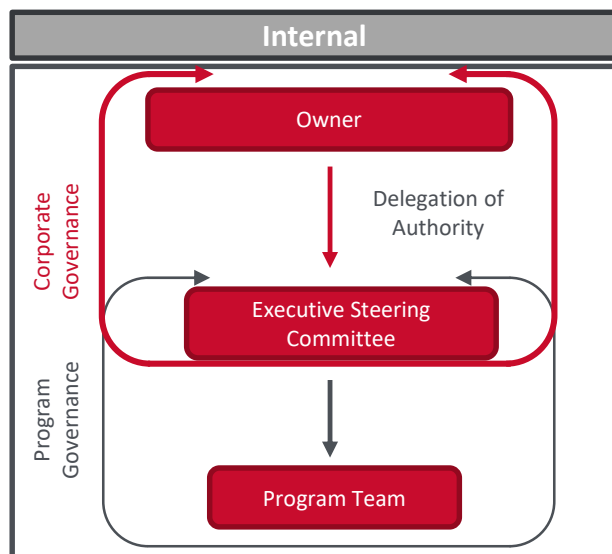 Internal
Owner
Corporate
Governance
Delegation of
Authority
Executive Steering
Committee
Program
Governance
Program Team